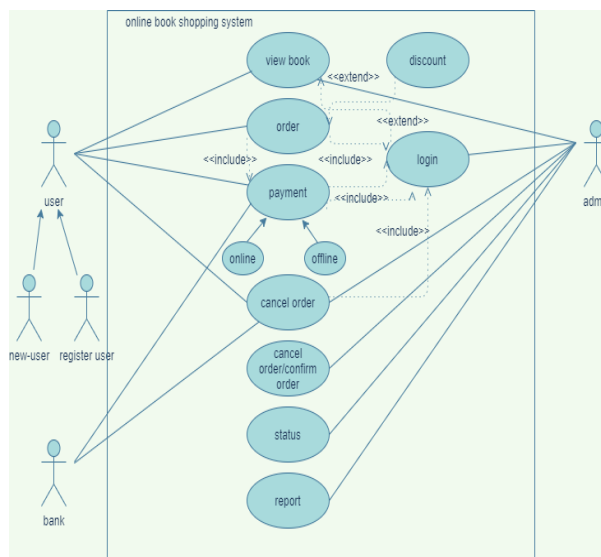 online book shopping system
view book
discount
<<extend>>
order
<<extend>>
<<include>>
<<include>>
login
payment
<<include>>
user
adm
<<include>>
online
offline
cancel order
new-user
register user
cancel
order/confirm
order
status
report
bank